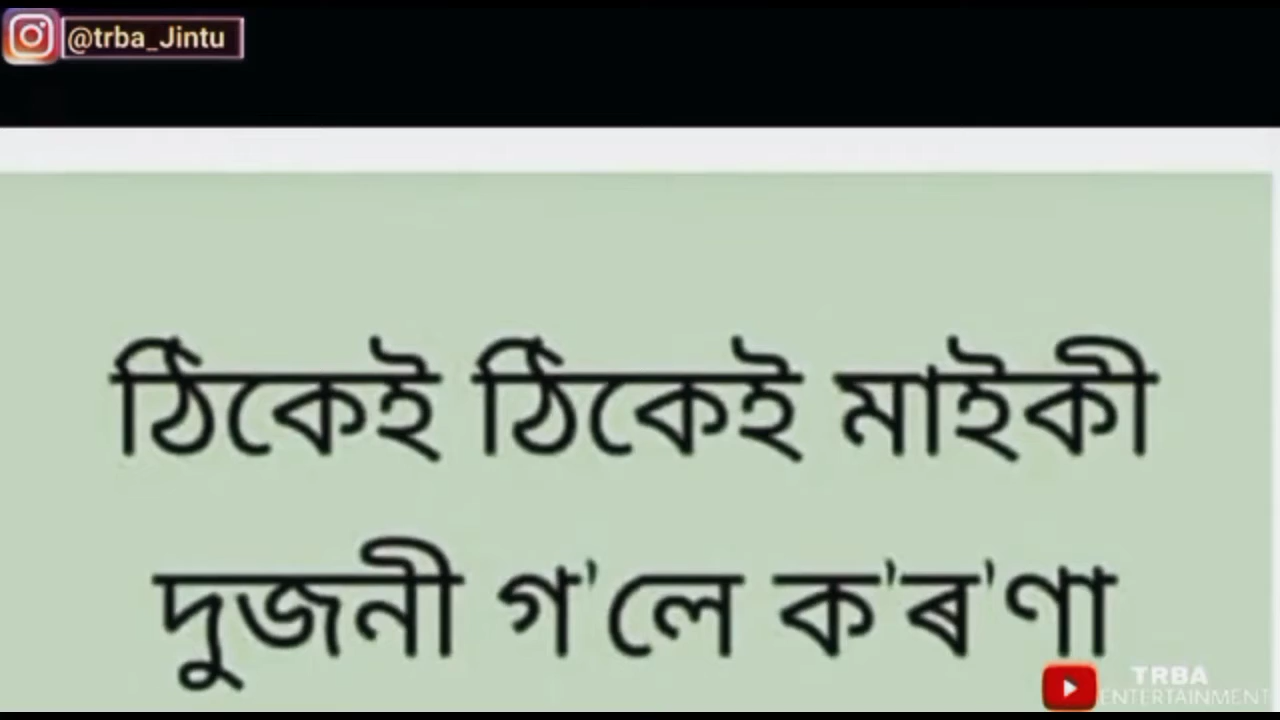 @trba_Jintu
ঠিকেই ঠিকেই মাইকী
দুজনী গ'লে ক'ৰ'ণা
TRBA
ENTERTAINMENT